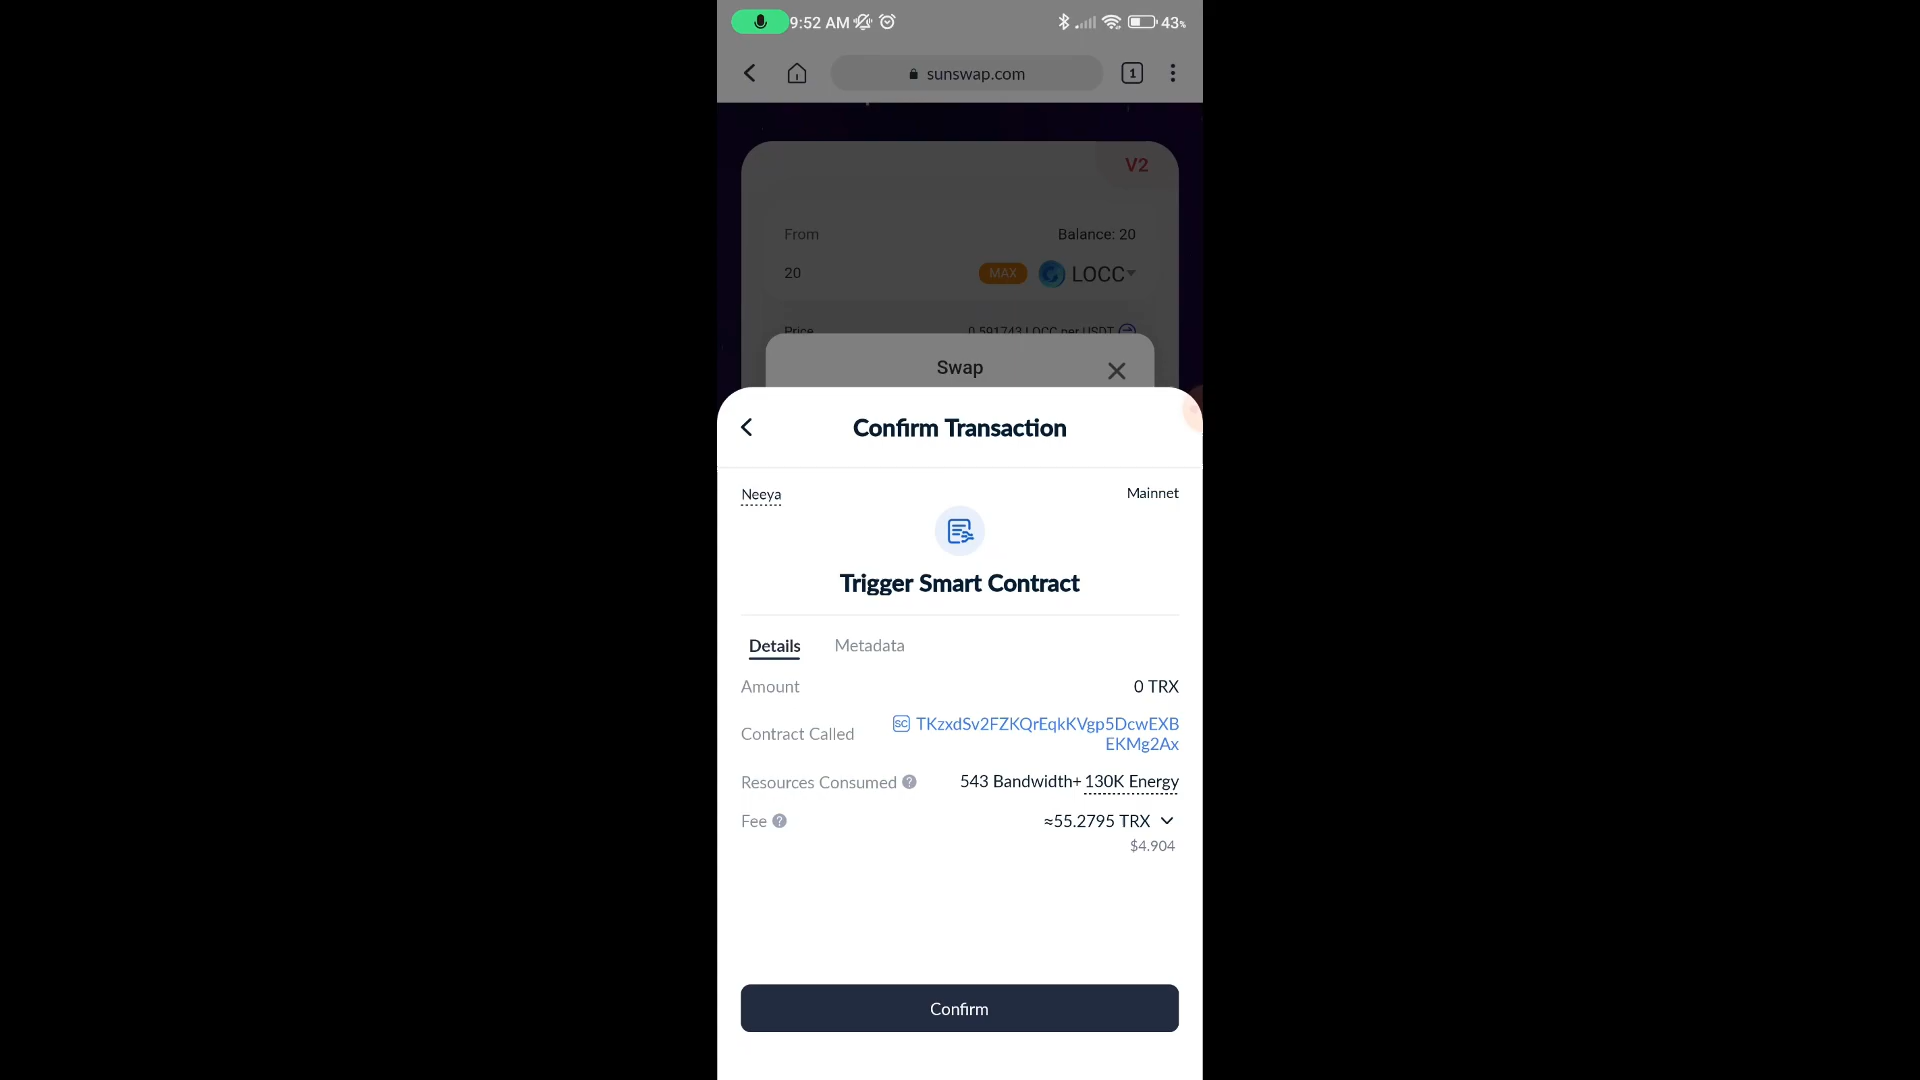 9:52 AM 43%
sunswap.com 1
V2
From Balance: 20
20 MAX LOCC
Price 0.591743 LOCC per USDT
Swap
Confirm Transaction
Neeya Mainnet
Trigger Smart Contract
Details Metadata
Amount 0 TRX
Contract Called SC TKzxdSv2FZKQrEqkKVgp5DcwEXB
EKMg2Ax
Resources Consumed ? 543 Bandwidth+ 130K Energy
Fee ? ≈55.2795 TRX
$4.904
Confirm